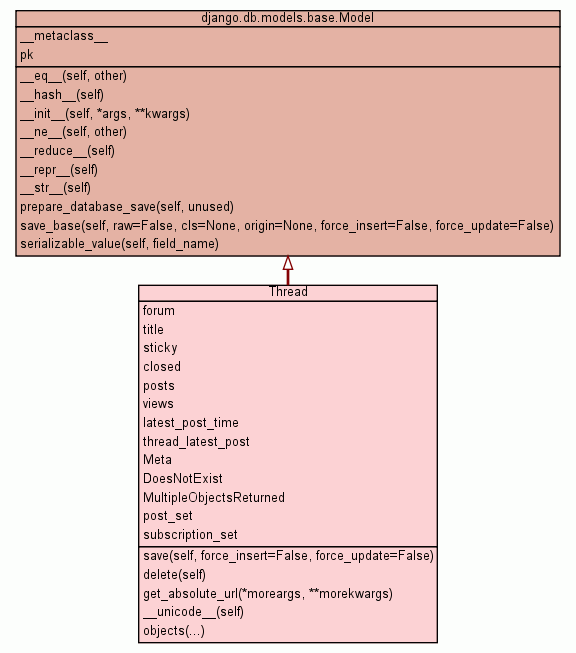 django.db.models.base.Model
__metaclass__
pk
__eq__(self, other)
__hash__(self)
__init__(self, *args, **kwargs)
__ne__(self, other)
__reduce__(self)
__repr__(self)
__str__(self)
prepare_database_save(self, unused)
save_base(self, raw=False, cls=None, origin=None, force_insert=False, force_update=False)
serializable_value(self, field_name)
Thread
forum
title
sticky
closed
posts
views
latest_post_time
thread_latest_post
Meta
DoesNotExist
MultipleObjectsReturned
post_set
subscription_set
save(self, force_insert=False, force_update=False)
delete(self)
get_absolute_url(*moreargs, **morekwargs)
__unicode__(self)
objects(...)